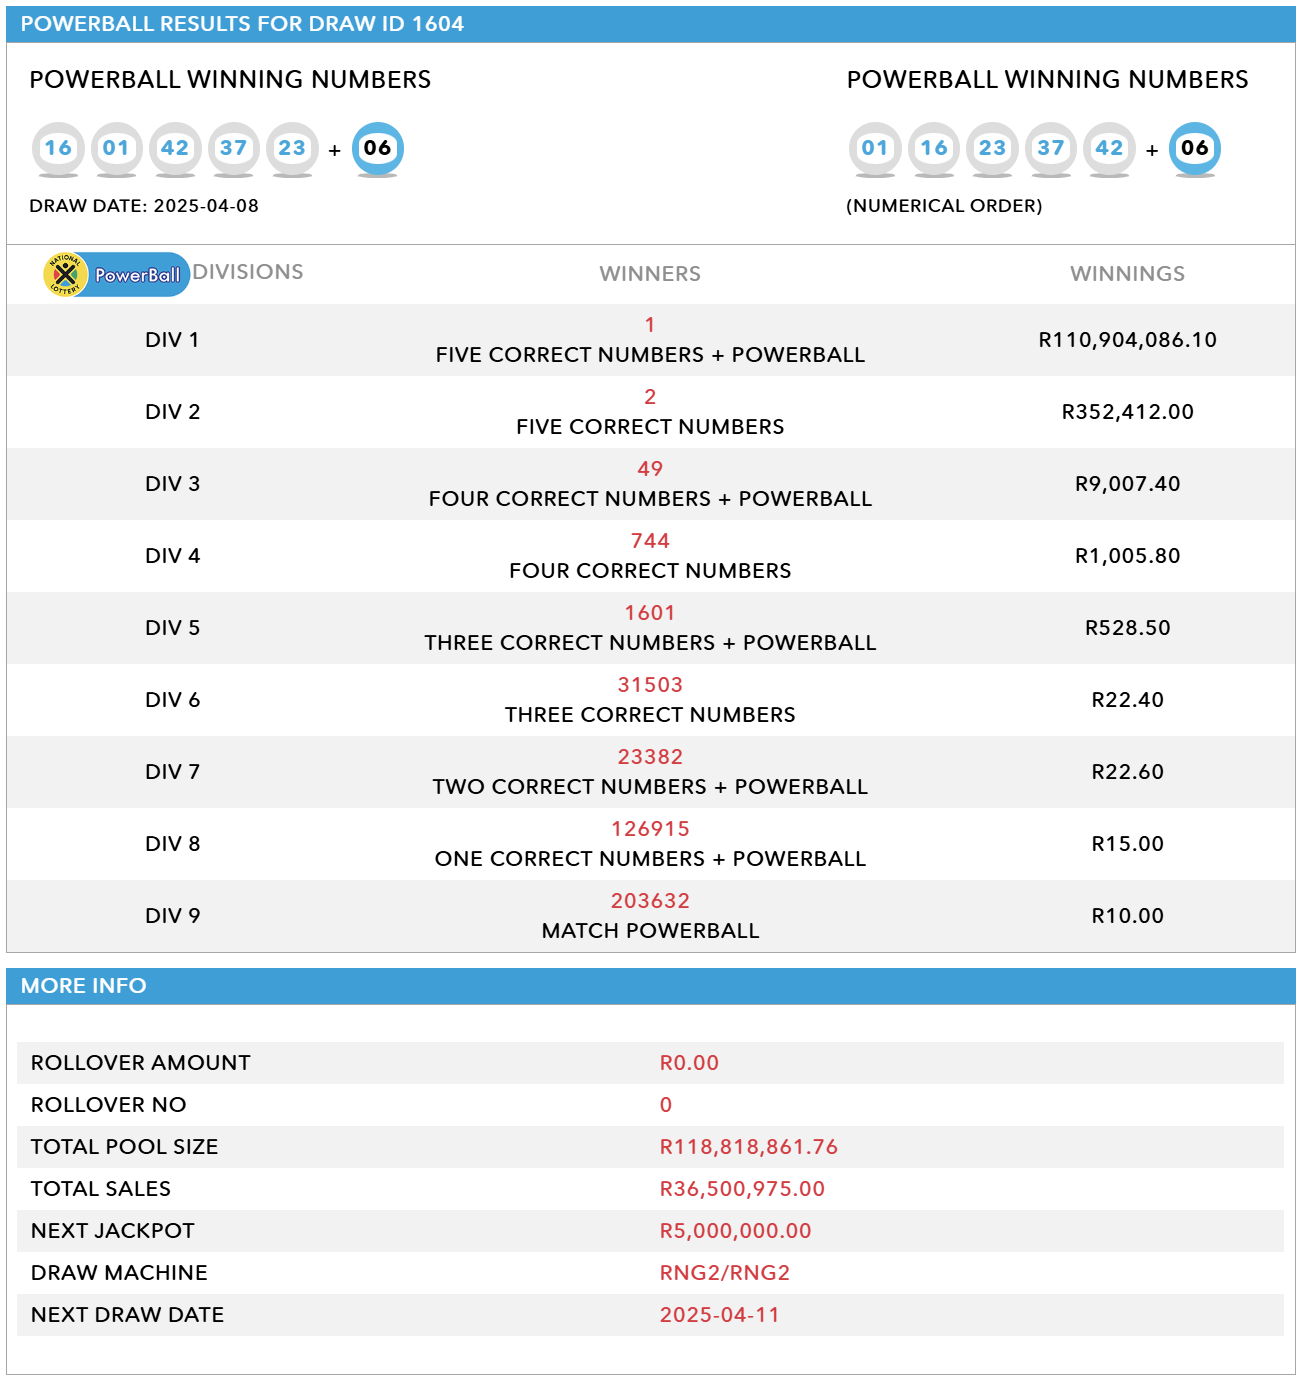 POWERBALL RESULTS FOR DRAW ID 1604
POWERBALL WINNING NUMBERS
16 01 42 37 23 + 06
DRAW DATE: 2025-04-08
POWERBALL WINNING NUMBERS
01 16 23 37 42 + 06
(NUMERICAL ORDER)
NATIONAL LOTTERY PowerBall DIVISIONS WINNERS WINNINGS
1
DIV 1 FIVE CORRECT NUMBERS + POWERBALL R110,904,086.10
2
DIV 2 FIVE CORRECT NUMBERS R352,412.00
49
DIV 3 FOUR CORRECT NUMBERS + POWERBALL R9,007.40
744
DIV 4 FOUR CORRECT NUMBERS R1,005.80
1601
DIV 5 THREE CORRECT NUMBERS + POWERBALL R528.50
31503
DIV 6 THREE CORRECT NUMBERS R22.40
23382
DIV 7 TWO CORRECT NUMBERS + POWERBALL R22.60
126915
DIV 8 ONE CORRECT NUMBERS + POWERBALL R15.00
203632
DIV 9 MATCH POWERBALL R10.00
MORE INFO
ROLLOVER AMOUNT R0.00
ROLLOVER NO 0
TOTAL POOL SIZE R118,818,861.76
TOTAL SALES R36,500,975.00
NEXT JACKPOT R5,000,000.00
DRAW MACHINE RNG2/RNG2
NEXT DRAW DATE 2025-04-11